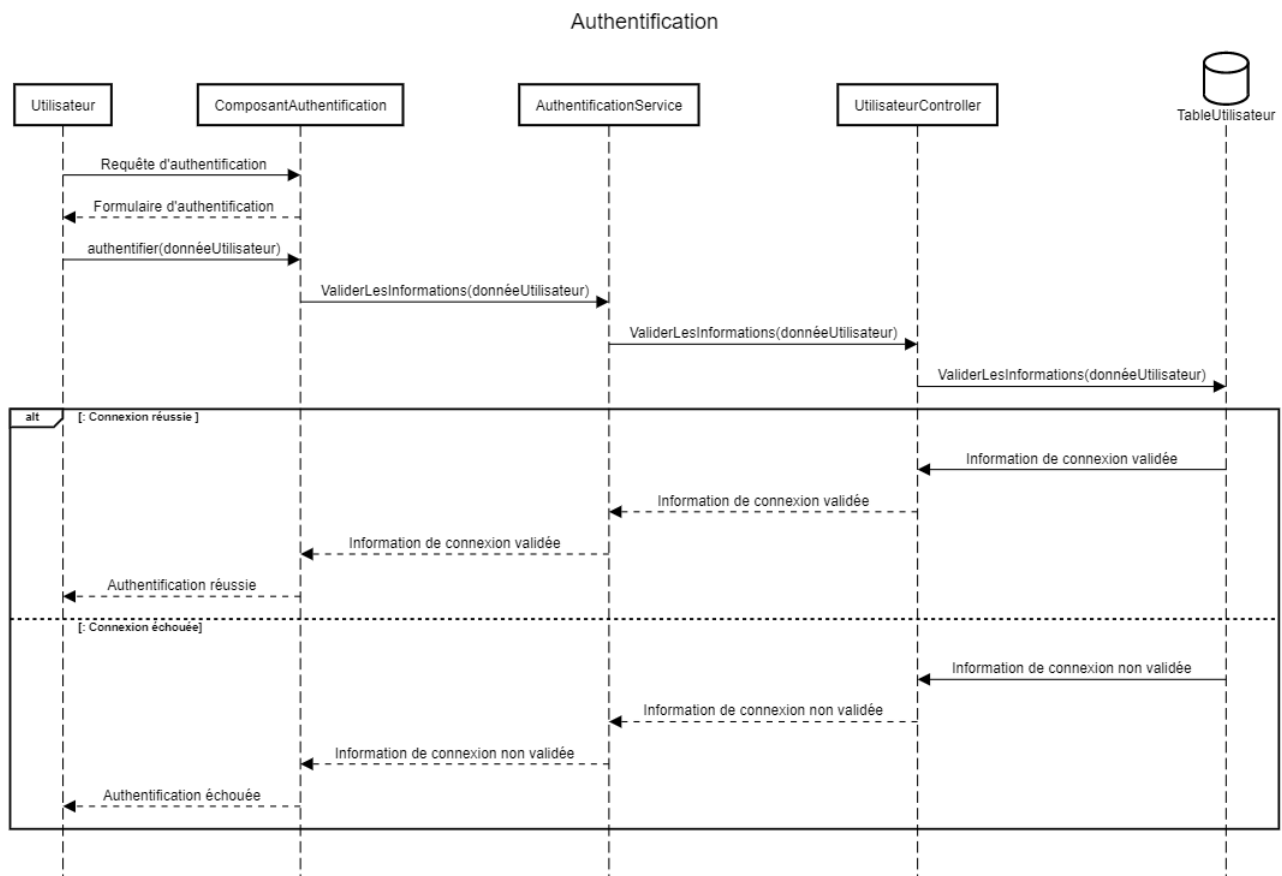 Authentification
Utilisateur
ComposantAuthentification
AuthentificationService
UtilisateurController
TableUtilisateur
Requête d'authentification
Formulaire d'authentification
authentifier(donnéeUtilisateur)
ValiderLesInformations(donnéeUtilisateur)
ValiderLesInformations(donnéeUtilisateur)
ValiderLesInformations(donnéeUtilisateur)
alt
[: Connexion réussie ]
Information de connexion validée
Information de connexion validée
Information de connexion validée
Authentification réussie
[: Connexion échouée]
Information de connexion non validée
Information de connexion non validée
Information de connexion non validée
Authentification échouée